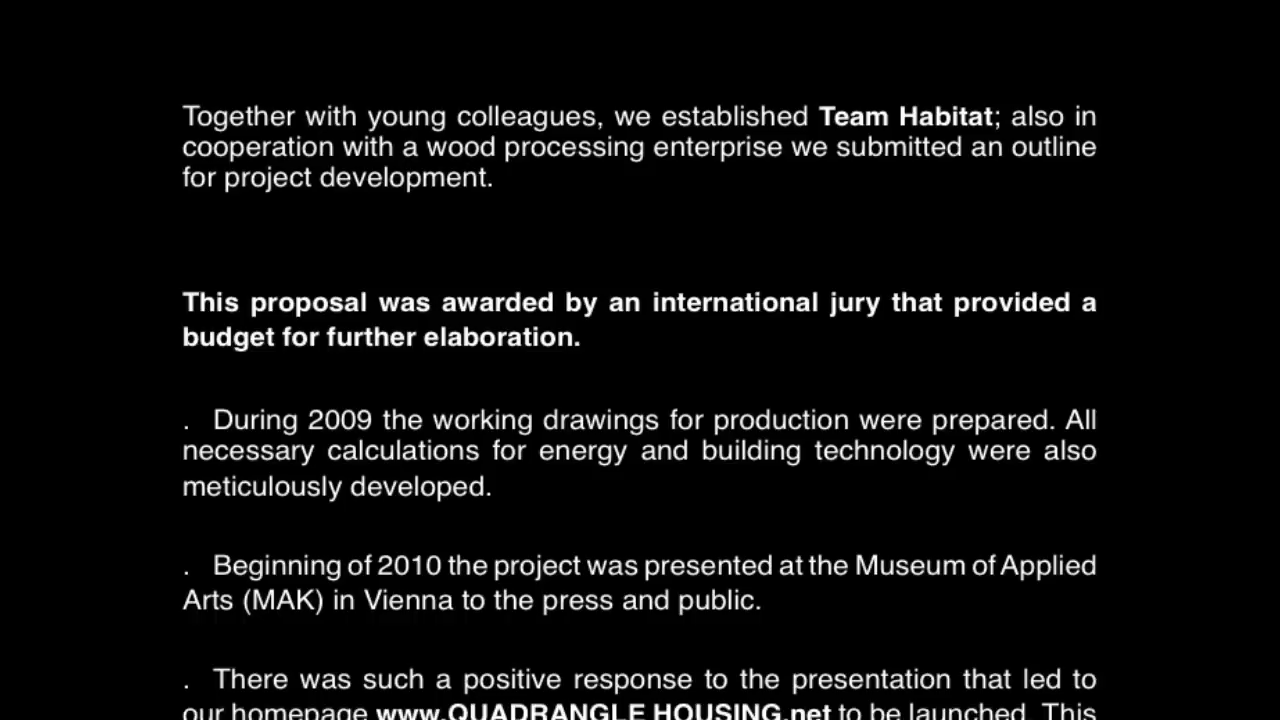 Together with young colleagues, we established Team Habitat; also in
cooperation with a wood processing enterprise we submitted an outline
for project development.
This proposal was awarded by an international jury that provided a
budget for further elaboration.
. During 2009 the working drawings for production were prepared. All
necessary calculations for energy and building technology were also
meticulously developed.
. Beginning of 2010 the project was presented at the Museum of Applied
Arts (MAK) in Vienna to the press and public.
. There was such a positive response to the presentation that led to
our homepage www.QUADRANGLE HOUSING.net to be launched. This